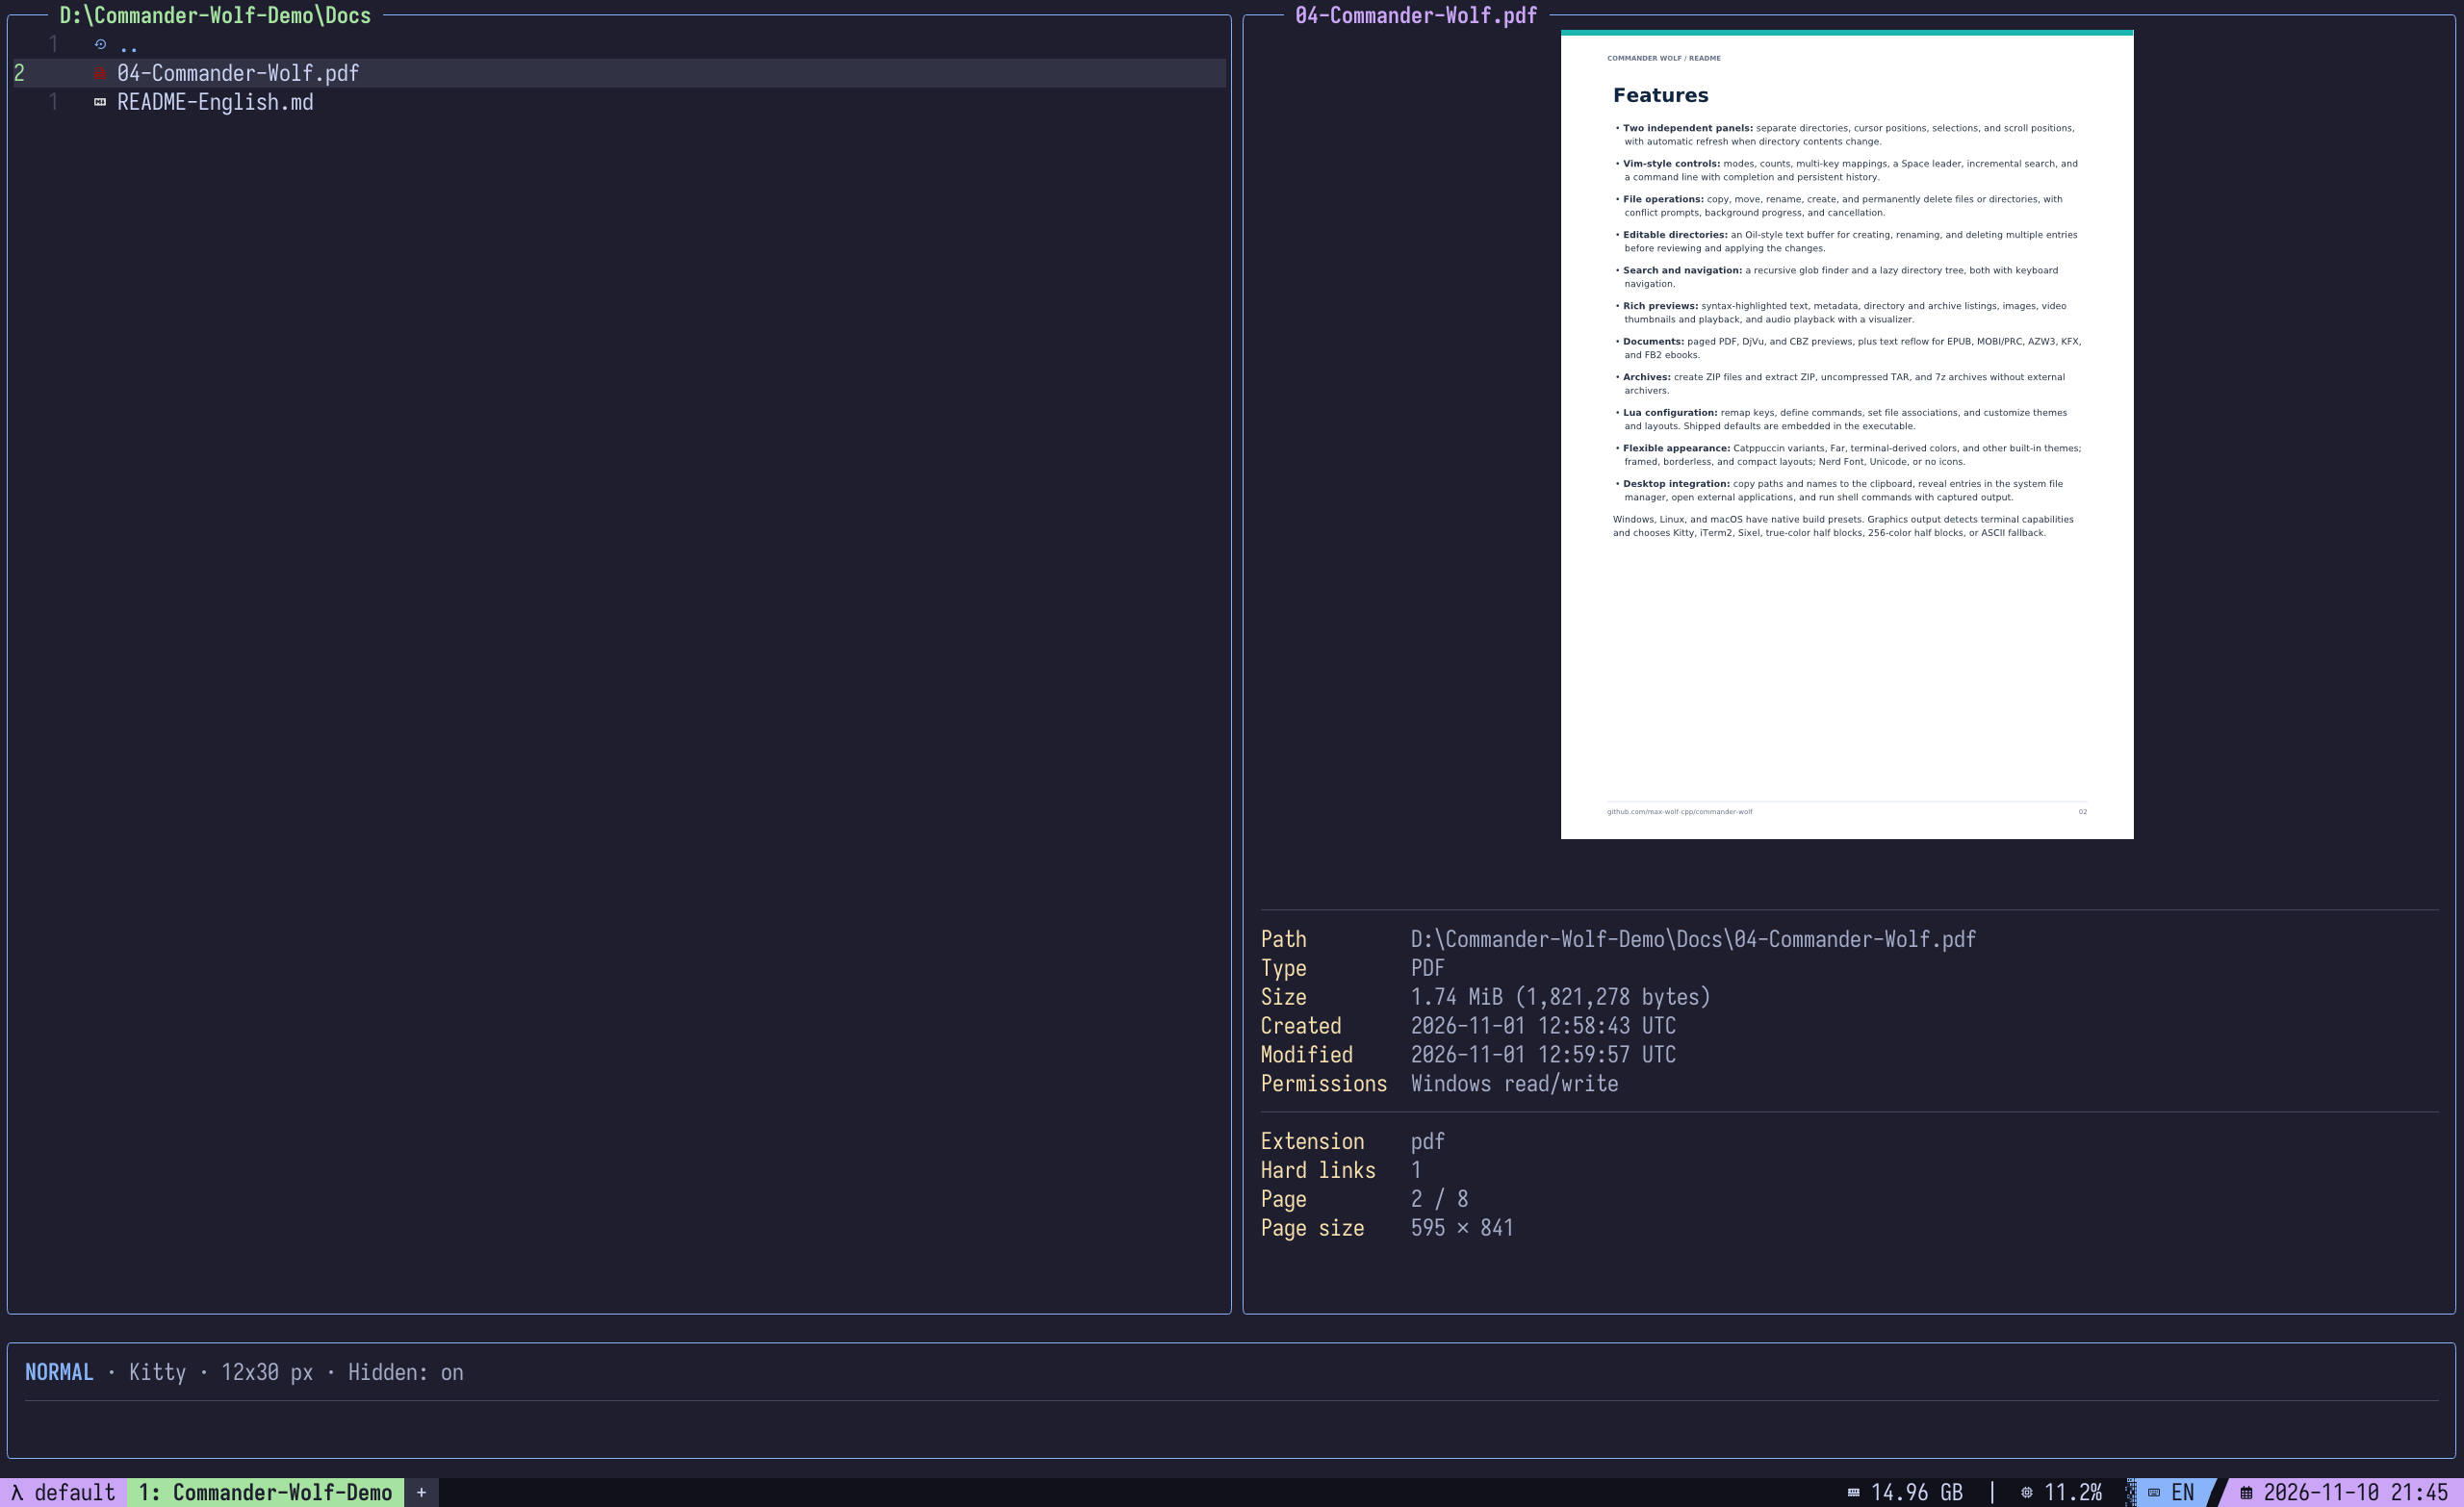 D:\Commander-Wolf-Demo\Docs
1 ..
2 04-Commander-Wolf.pdf
1 README-English.md
04-Commander-Wolf.pdf
COMMANDER WOLF / README
Features
• Two independent panels: separate directories, cursor positions, selections, and scroll positions,
with automatic refresh when directory contents change.
• Vim-style controls: modes, counts, multi-key mappings, a Space leader, incremental search, and
a command line with completion and persistent history.
• File operations: copy, move, rename, create, and permanently delete files or directories, with
conflict prompts, background progress, and cancellation.
• Editable directories: an Oil-style text buffer for creating, renaming, and deleting multiple entries
before reviewing and applying the changes.
• Search and navigation: a recursive glob finder and a lazy directory tree, both with keyboard
navigation.
• Rich previews: syntax-highlighted text, metadata, directory and archive listings, images, video
thumbnails and playback, and audio playback with a visualizer.
• Documents: paged PDF, DjVu, and CBZ previews, plus text reflow for EPUB, MOBI/PRC, AZW3, KFX,
and FB2 ebooks.
• Archives: create ZIP files and extract ZIP, uncompressed TAR, and 7z archives without external
archivers.
• Lua configuration: remap keys, define commands, set file associations, and customize themes
and layouts. Shipped defaults are embedded in the executable.
• Flexible appearance: Catppuccin variants, Far, terminal-derived colors, and other built-in themes;
framed, borderless, and compact layouts; Nerd Font, Unicode, or no icons.
• Desktop integration: copy paths and names to the clipboard, reveal entries in the system file
manager, open external applications, and run shell commands with captured output.
Windows, Linux, and macOS have native build presets. Graphics output detects terminal capabilities
and chooses Kitty, iTerm2, Sixel, true-color half blocks, 256-color half blocks, or ASCII fallback.
github.com/max-wolf-cpp/commander-wolf 02
Path D:\Commander-Wolf-Demo\Docs\04-Commander-Wolf.pdf
Type PDF
Size 1.74 MiB (1,821,278 bytes)
Created 2026-11-01 12:58:43 UTC
Modified 2026-11-01 12:59:57 UTC
Permissions Windows read/write
Extension pdf
Hard links 1
Page 2 / 8
Page size 595 × 841
NORMAL · Kitty · 12x30 px · Hidden: on
λ default 1: Commander-Wolf-Demo + 14.96 GB | 11.2% EN 2026-11-10 21:45